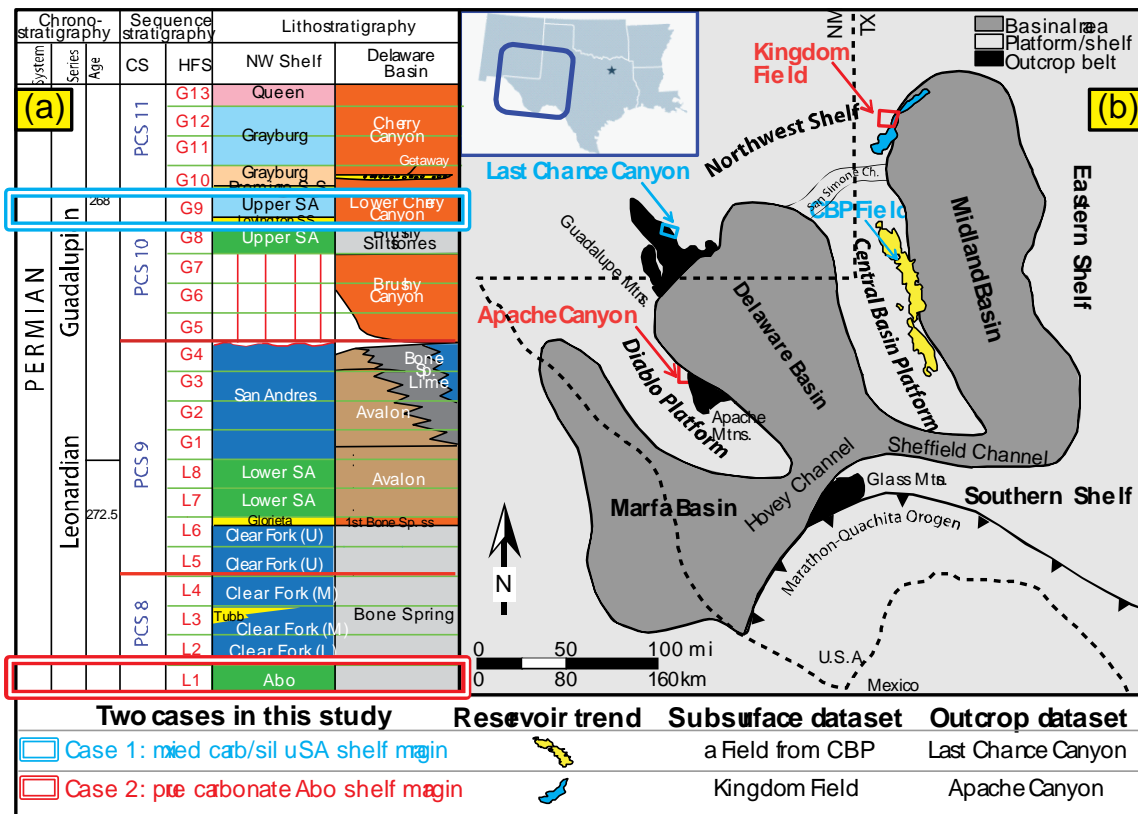 Chrono-
stratigraphy
Sequence
stratigraphy
Lithostratigraphy
System
Series
Age
CS
HFS
NW Shelf
Delaware
Basin
(a)
PERMIAN
Guadalupian
Leonardian
268
272.5
PCS 11
PCS 10
PCS 9
PCS 8
G13
G12
G11
G10
G9
G8
G7
G6
G5
G4
G3
G2
G1
L8
L7
L6
L5
L4
L3
L2
L1
Queen
Grayburg
Grayburg
Upper SA
Upper SA
San Andres
Lower SA
Lower SA
Glorieta
Clear Fork (U)
Clear Fork (U)
Clear Fork (M)
Tubb
Clear Fork (M)
Clear Fork (L)
Abo
Cherry
Canyon
Getaway
Lower Cherry
Canyon
Brushy
Siltstones
Brushy
Canyon
Bone
Sp.
Lime
Avalon
Avalon
1st Bone Sp. ss
Bone Spring
(b)
NM
TX
Basinal area
Platform/shelf
Outcrop belt
Kingdom
Field
Northwest Shelf
Last Chance
Canyon
San Simone Ch.
CBP Field
Guadalupe Mtns.
Apache Canyon
Diablo Platform
Apache
Mtns.
Delaware Basin
Central Basin Platform
Midland Basin
Eastern Shelf
Sheffield Channel
Hovey Channel
Glass Mts.
Southern Shelf
Marfa Basin
Marathon-Quachita Orogen
N
0 50 100 mi
0 80 160 km
U.S.A.
Mexico
Two cases in this study Reservoir trend Subsurface dataset Outcrop dataset
Case 1: mixed carb/sil uSA shelf margin a Field from CBP Last Chance Canyon
Case 2: pure carbonate Abo shelf margin Kingdom Field Apache Canyon